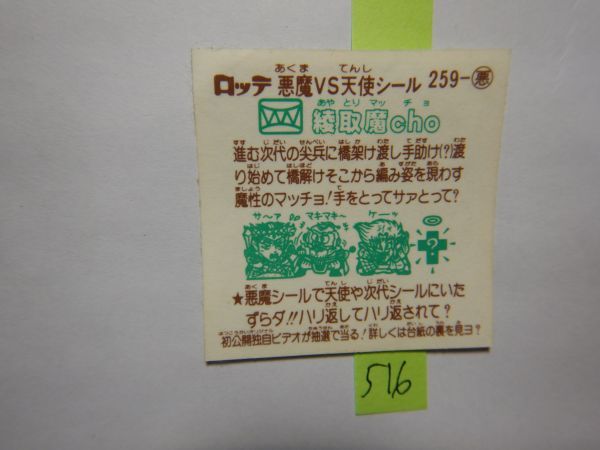 ロッテ 悪魔VS天使シール 259-悪
綾取魔cho
進む次代の尖兵に橋架け渡し手助け(?)渡
り始めて橋解けそこから編み姿を現わす
魔性のマッチョ!手をとってサァとって?
サ〜ァ マキマキ〜 ケーッ
?
★悪魔シールで天使や次代シールにいた
ずらダ!!ハリ返してハリ返されて?
初公開独自ビデオが抽選で当る!詳しくは台紙の裏を見ヨ?
516